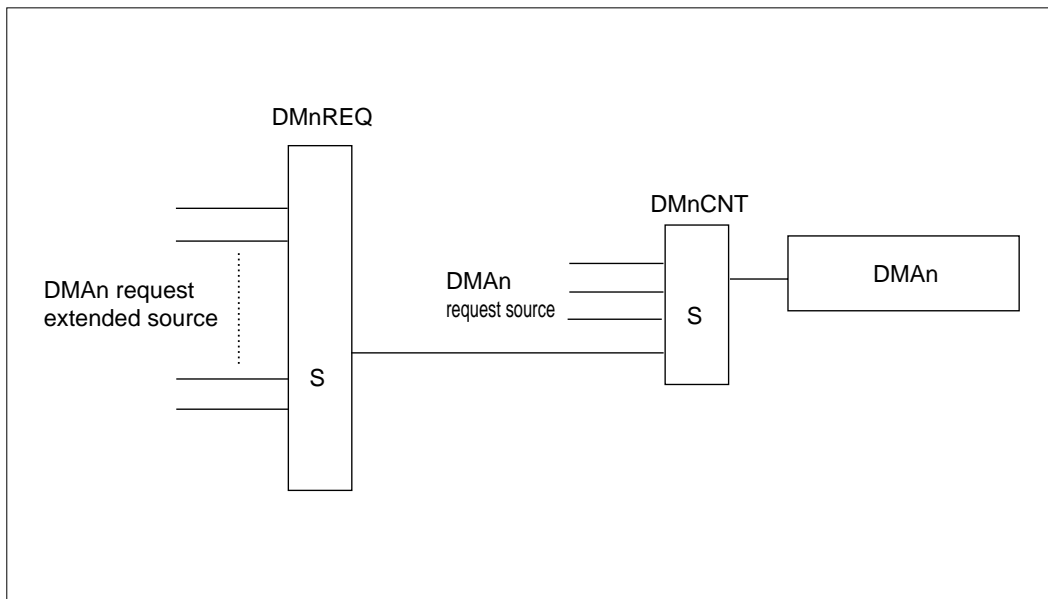 DMnREQ
DMnCNT
DMAn
DMAn request
extended source
DMAn
request source
S
S